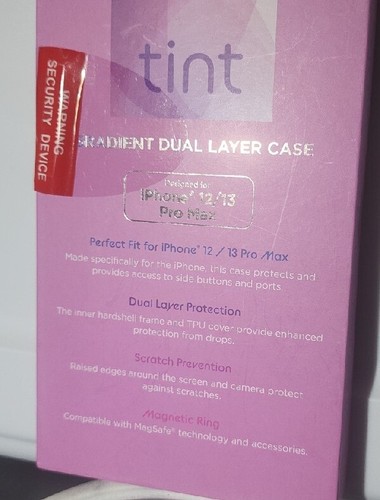 tint
WARNING
SECURITY DEVICE
GRADIENT DUAL LAYER CASE
Designed for
iPhone® 12/13
Pro Max
Perfect Fit for iPhone® 12 / 13 Pro Max
Made specifically for the iPhone, this case protects and
provides access to side buttons and ports.
Dual Layer Protection
The inner hardshell frame and TPU cover provide enhanced
protection from drops.
Scratch Prevention
Raised edges around the screen and camera protect
against scratches.
Magnetic Ring
Compatible with MagSafe® technology and accessories.